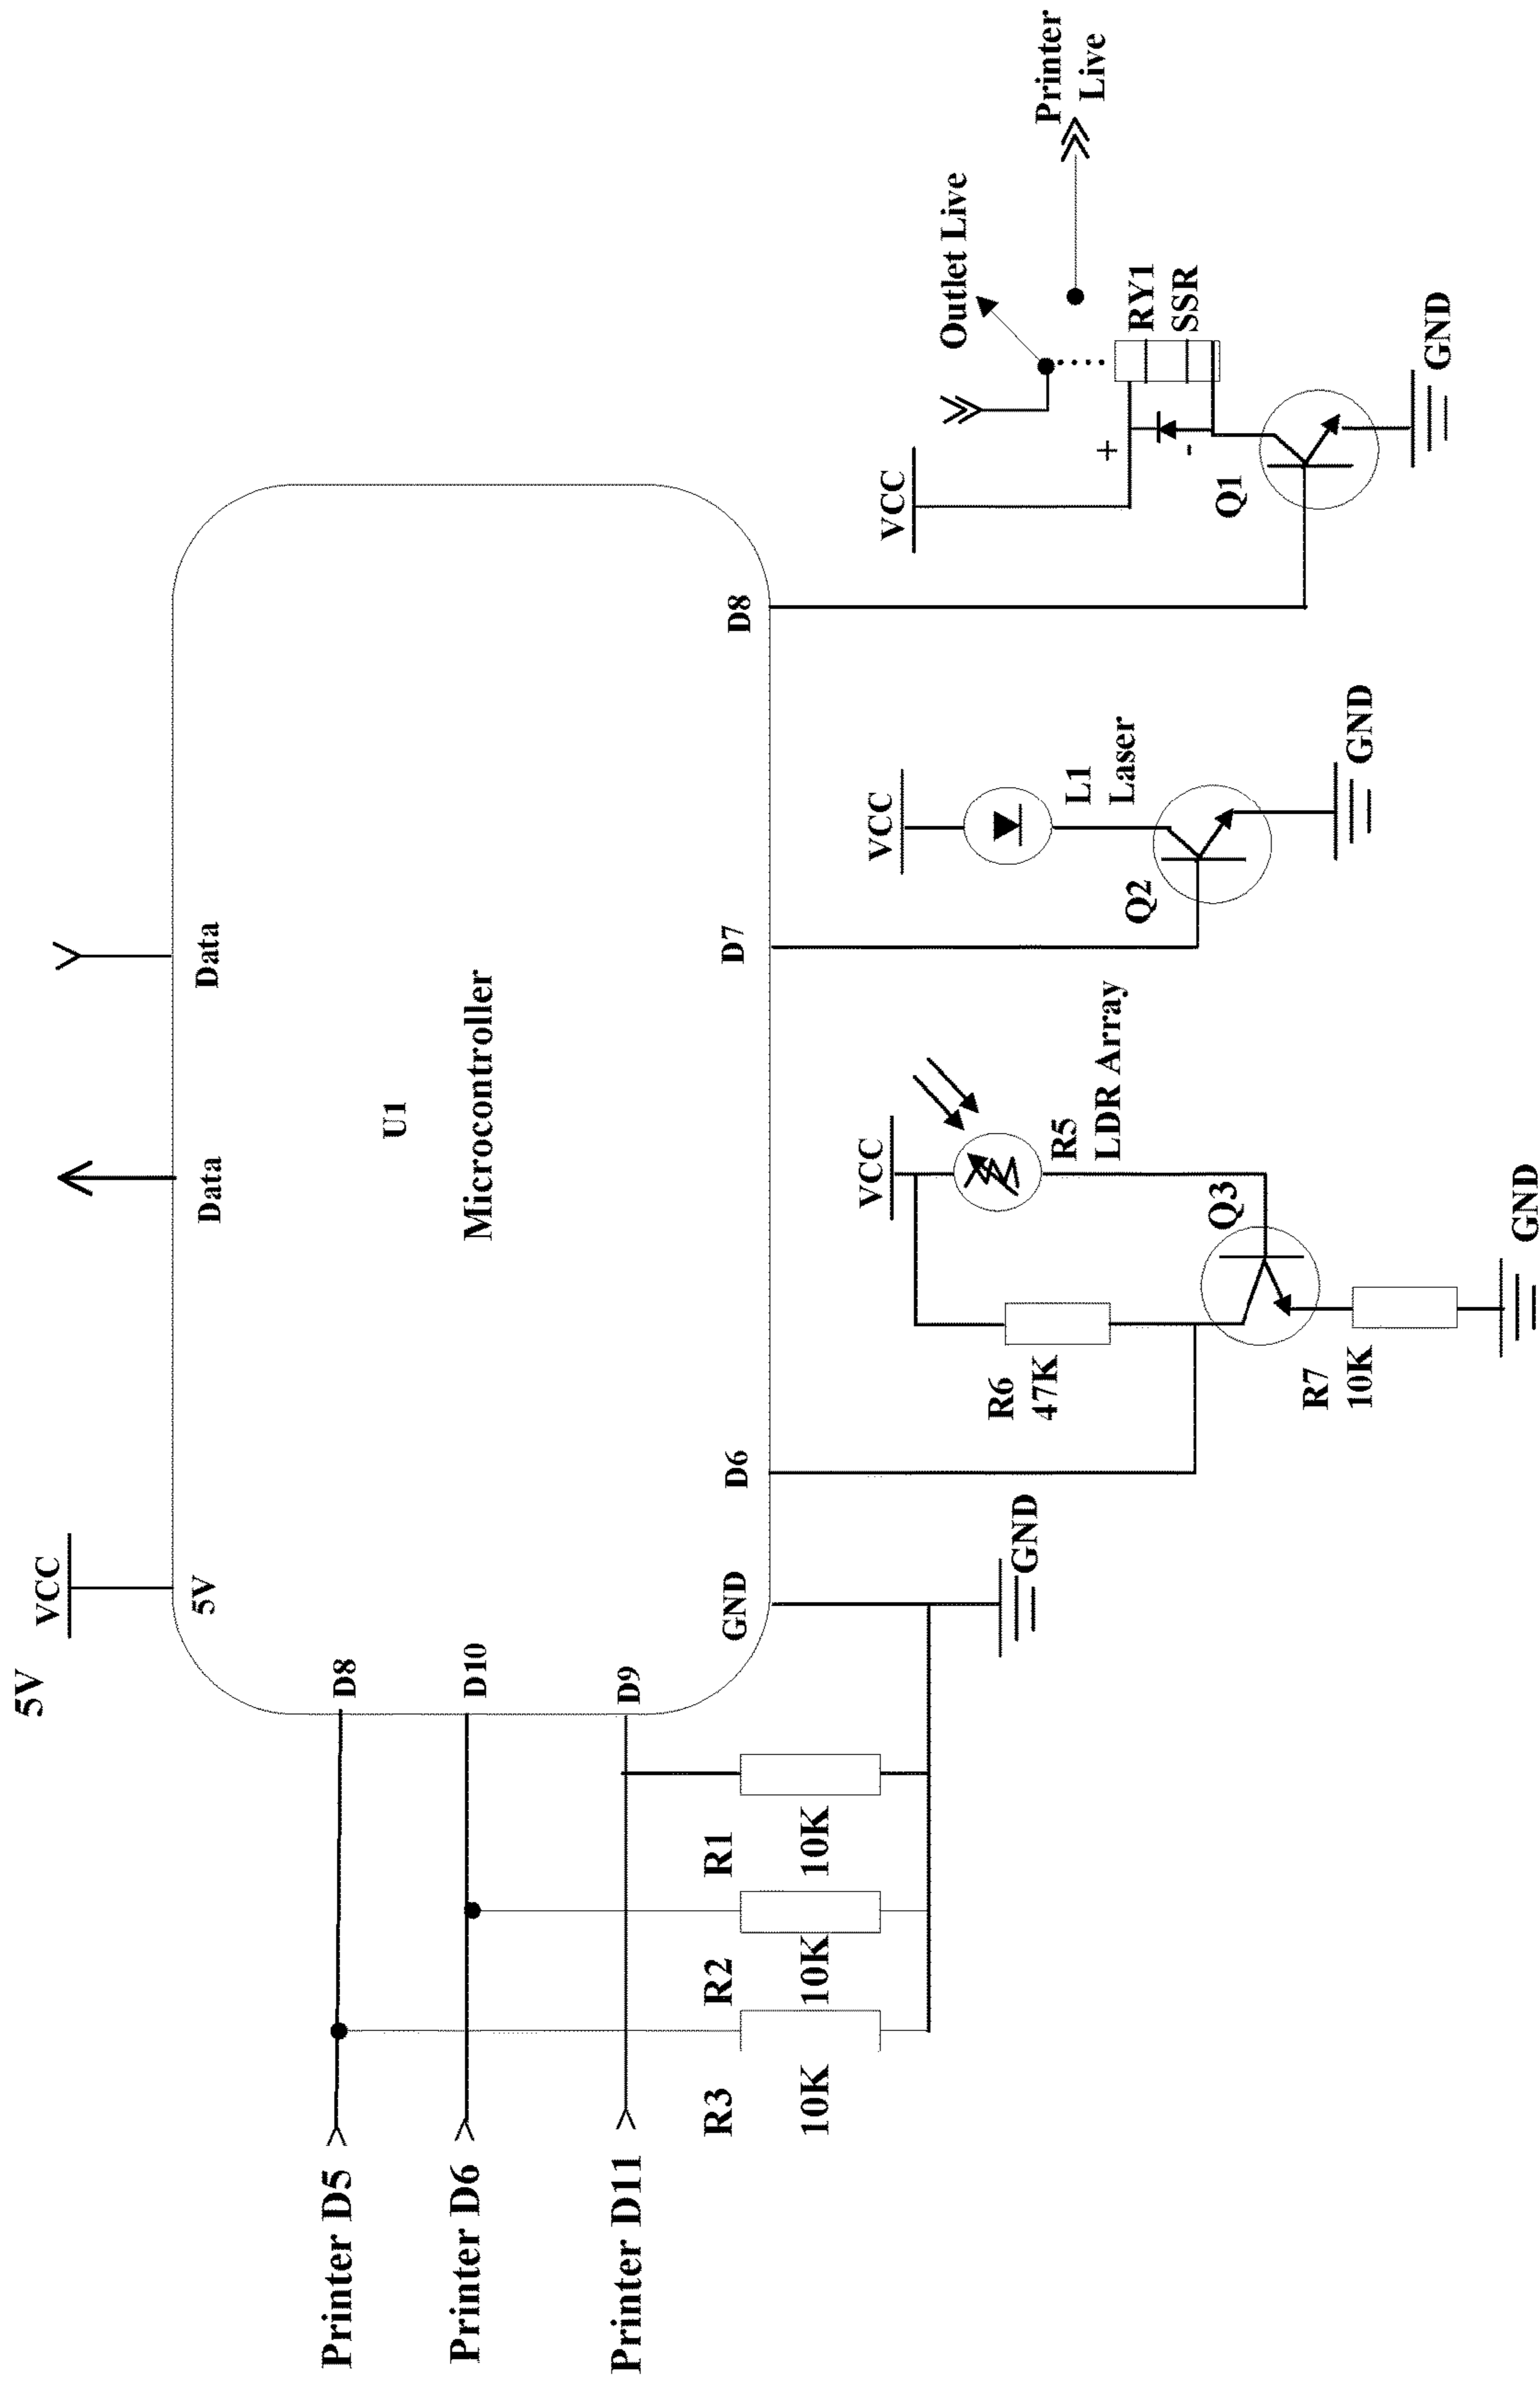 5V
VCC
5V
Data
Data
U1
Microcontroller
D8
D10
D9
GND
D6
D7
D8
Printer D5
Printer D6
Printer D11
R3
10K
R2
10K
R1
10K
GND
VCC
R5
LDR Array
R6
47K
Q3
R7
10K
GND
VCC
L1
Laser
Q2
GND
VCC
Outlet Live
Printer
Live
+
-
RY1
SSR
Q1
GND